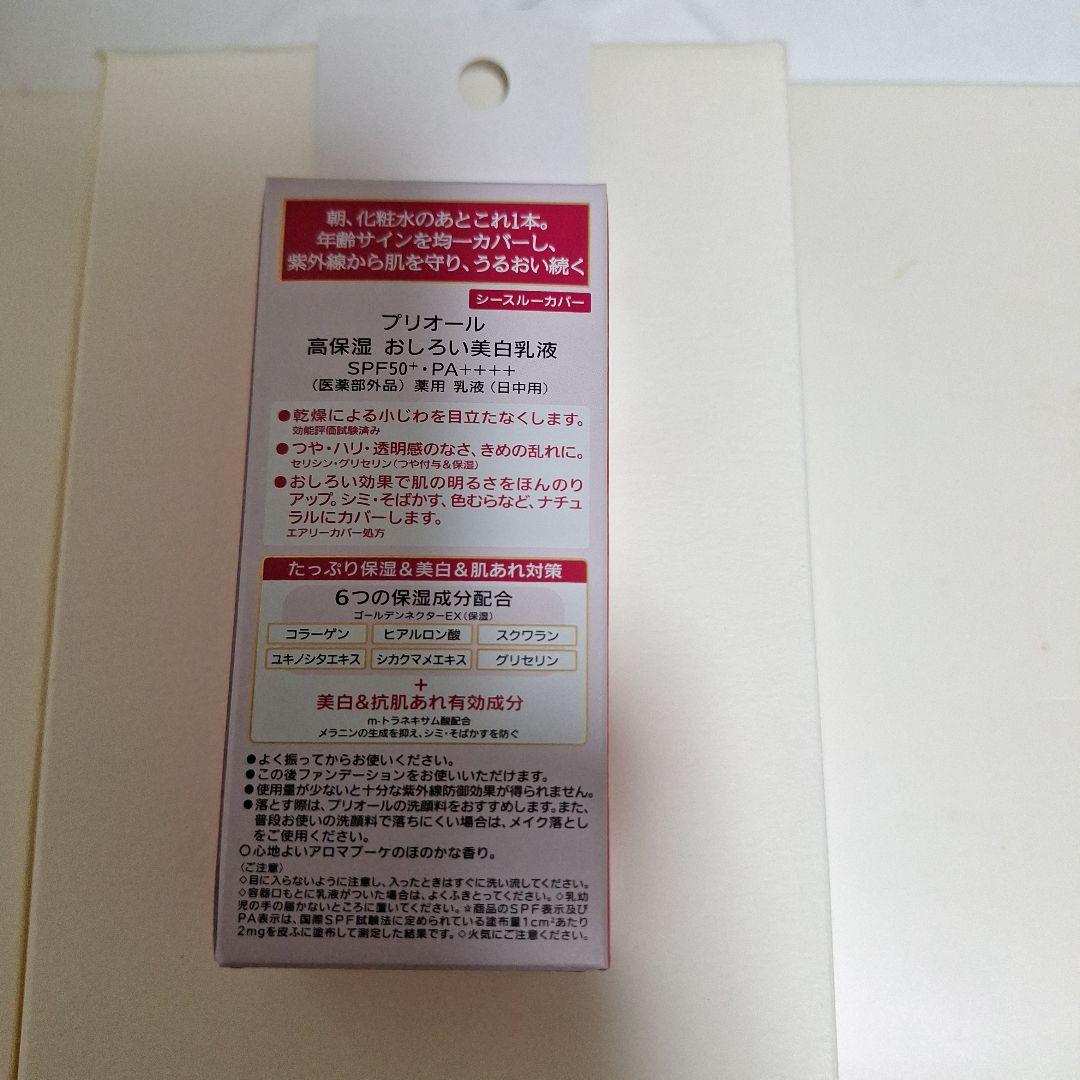 朝、化粧水のあとこれ1本。
年齢サインを均一カバーし、
紫外線から肌を守り、うるおい続く
シースルーカバー
プリオール
高保湿 おしろい美白乳液
SPF50+・PA++++
（医薬部外品）薬用 乳液（日中用）
●乾燥による小じわを目立たなくします。
効能評価試験済み
●つや・ハリ・透明感のなさ、きめの乱れに。
セリシン・グリセリン（つや付与＆保湿）
●おしろい効果で肌の明るさをほんのり
アップ。シミ・そばかす、色むらなど、ナチュ
ラルにカバーします。
エアリーカバー処方
たっぷり保湿＆美白＆肌あれ対策
6つの保湿成分配合
ゴールデンネクターEX（保湿）
コラーゲン ヒアルロン酸 スクワラン
ユキノシタエキス シカクマメエキス グリセリン
+
美白&抗肌あれ有効成分
m-トラネキサム酸配合
メラニンの生成を抑え、シミ・そばかすを防ぐ
●よく振ってからお使いください。
●この後ファンデーションをお使いいただけます。
●使用量が少ないと十分な紫外線防御効果が得られません。
●落とす際は、プリオールの洗顔料をおすすめします。また、
普段お使いの洗顔料で落ちにくい場合は、メイク落とし
をご使用ください。
○心地よいアロマブーケのほのかな香り。
〈ご注意〉
◇目に入らないように注意し、入ったときはすぐに洗い流してください。
◇容器口もとに乳液がついた場合は、よくふきとってください。◇乳幼
児の手の届かないところに置いてください。☆商品のSPF表示及び
PA表示は、国際SPF試験法に定められている塗布量1cm²あたり
2mgを皮ふに塗布して測定した結果です。◇火気にご注意ください。